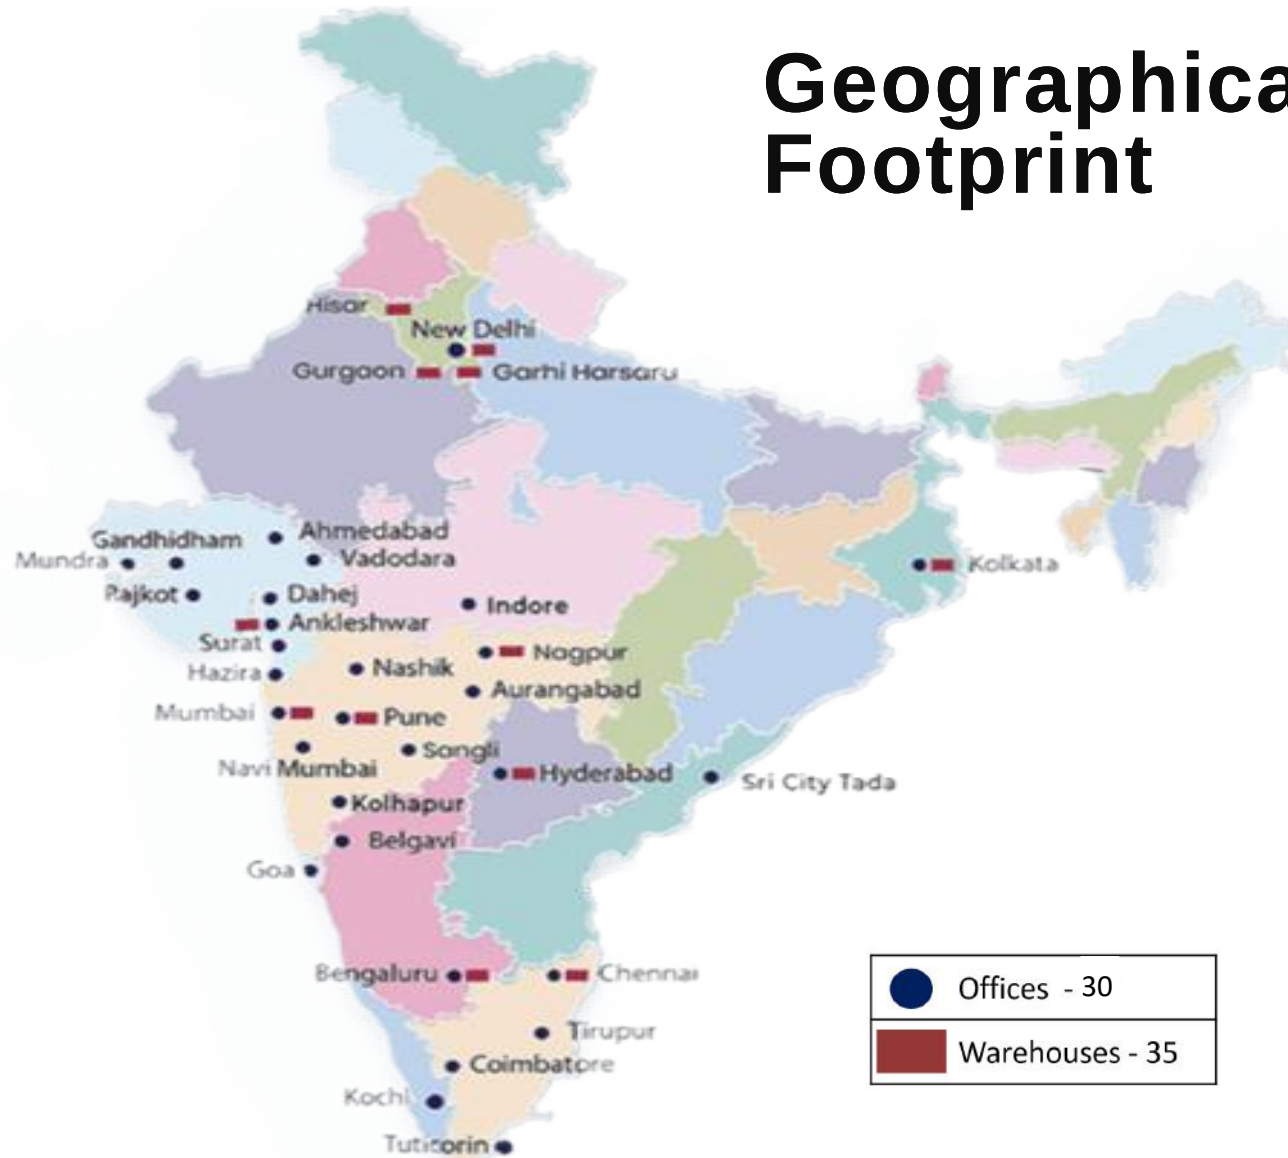 Geographica
Footprint
Hisar
New Delhi
Gurgaon
Garhi Harsaru
Ahmedabad
Gandhidham
Mundra
Vadodara
Rajkot
Dahej
Indore
Ankleshwar
Surat
Hazira
Nashik
Nagpur
Aurangabad
Kolkata
Mumbai
Pune
Navi Mumbai
Sangli
Hyderabad
Sri City Tada
Kolhapur
Belgavi
Goa
Bengaluru
Chennai
Tirupur
Coimbatore
Kochi
Tuticorin
Offices - 30
Warehouses - 35